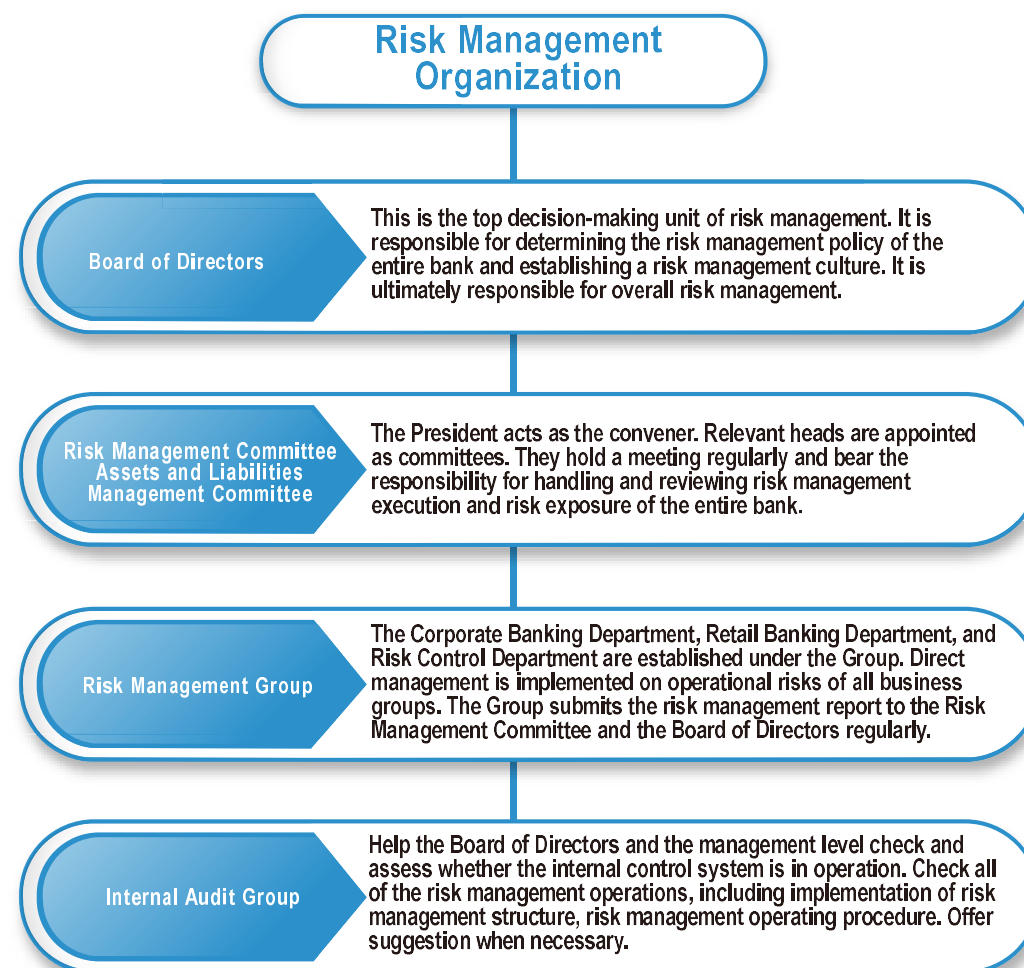 Risk Management
Organization
Board of Directors
This is the top decision-making unit of risk management. It is
responsible for determining the risk management policy of the
entire bank and establishing a risk management culture. It is
ultimately responsible for overall risk management.
Risk Management Committee
Assets and Liabilities
Management Committee
The President acts as the convener. Relevant heads are appointed
as committees. They hold a meeting regularly and bear the
responsibility for handling and reviewing risk management
execution and risk exposure of the entire bank.
Risk Management Group
The Corporate Banking Department, Retail Banking Department, and
Risk Control Department are established under the Group. Direct
management is implemented on operational risks of all business
groups. The Group submits the risk management report to the Risk
Management Committee and the Board of Directors regularly.
Internal Audit Group
Help the Board of Directors and the management level check and
assess whether the internal control system is in operation. Check all
of the risk management operations, including implementation of risk
management structure, risk management operating procedure. Offer
suggestion when necessary.